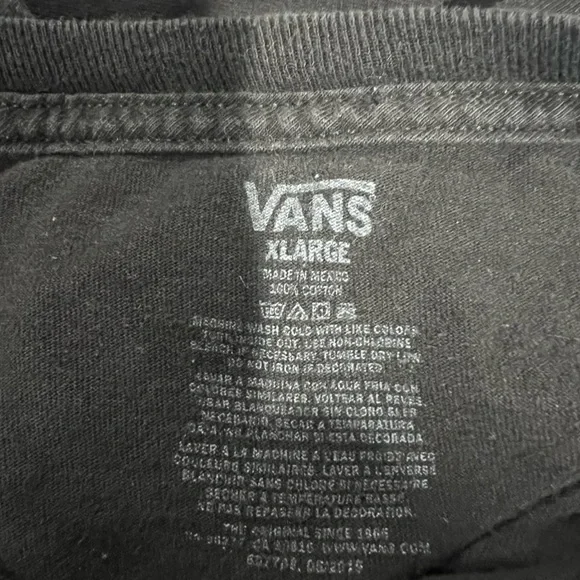 VANS
XLARGE
MADE IN MEXICO
100% COTTON
MACHINE WASH COLD WITH LIKE COLORS
INSIDE OUT. USE NON-CHLORINE
BLEACH IF NECESSARY. TUMBLE DRY LOW.
DO NOT IRON IF DECORATED.
LAVAR A MAQUINA CON AGUA FRIA CON
COLORES SIMILARES. VOLTEAR AL REVES.
USAR BLANQUEADOR SIN CLORO SI ES
NECESARIO. SECAR A TEMPARATURA
BAJA. NO PLANCHAR SI ESTA DECORADA.
LAVER A LA MACHINE A L'EAU FROIDE AVEC
COULEURS SIMILAIRES. LAVER A L'ENVERSE
BLANCHIR SANS CHLORE SI NECESSAIRE.
SECHER A TEMPERATURE BASSE.
NE PAS REPASSER LA DECORATION.
THE ORIGINAL SINCE 1966
CA WWW.VANS.COM
08/2019